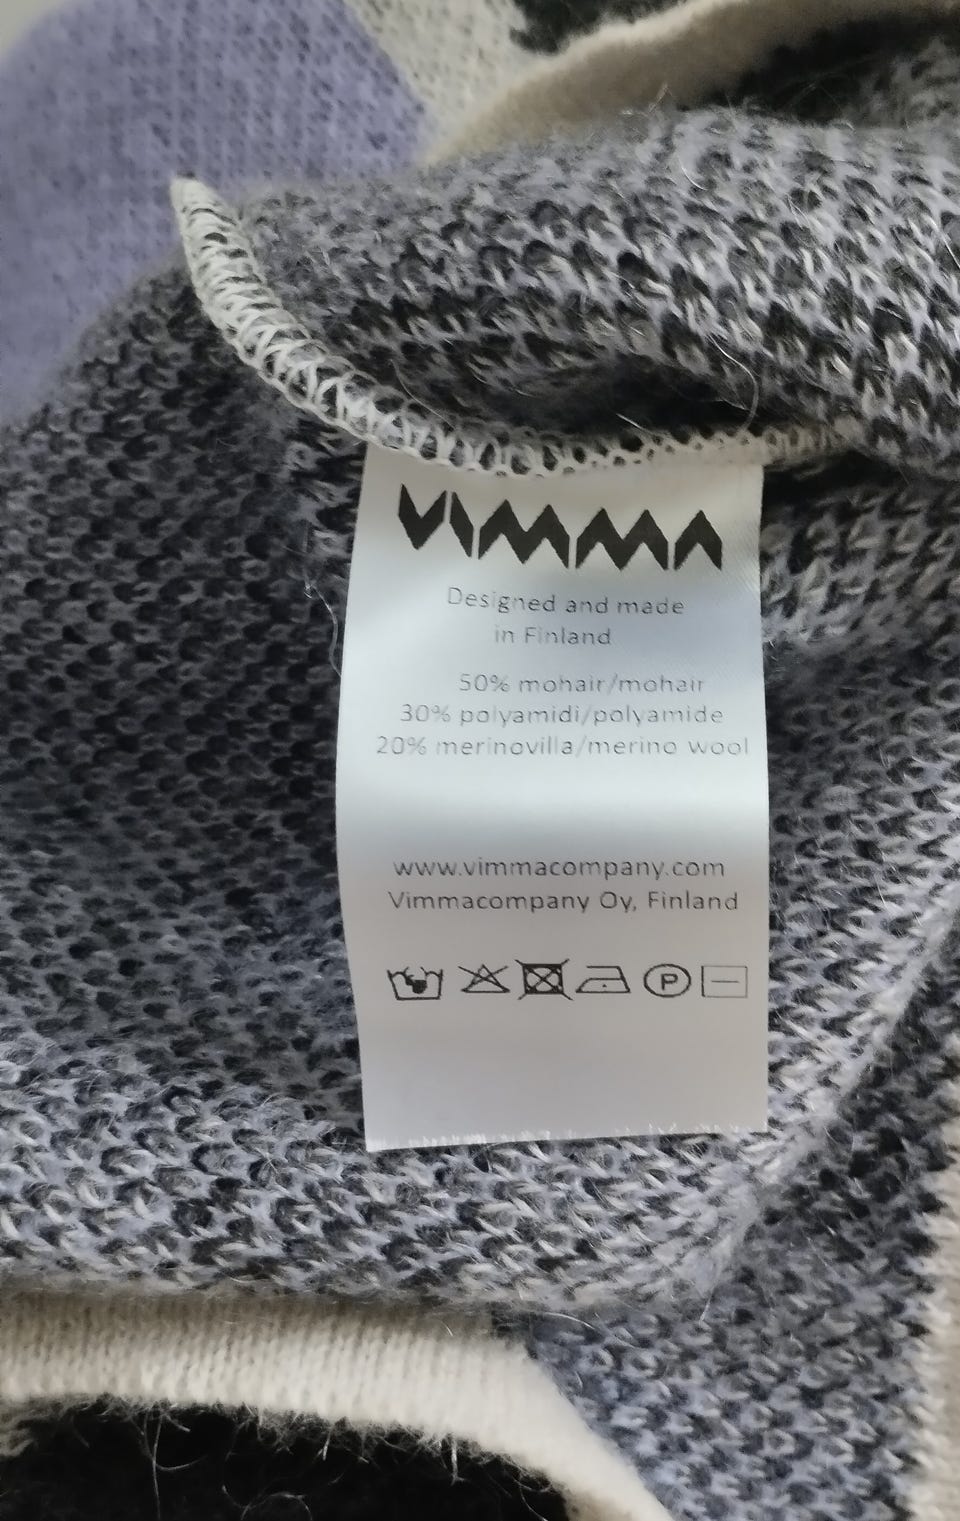 VIMMA
Designed and made
in Finland
50% mohair/mohair
30% polyamidi/polyamide
20% merinovilla/merino wool
www.vimmacompany.com
Vimmacompany Oy, Finland
P